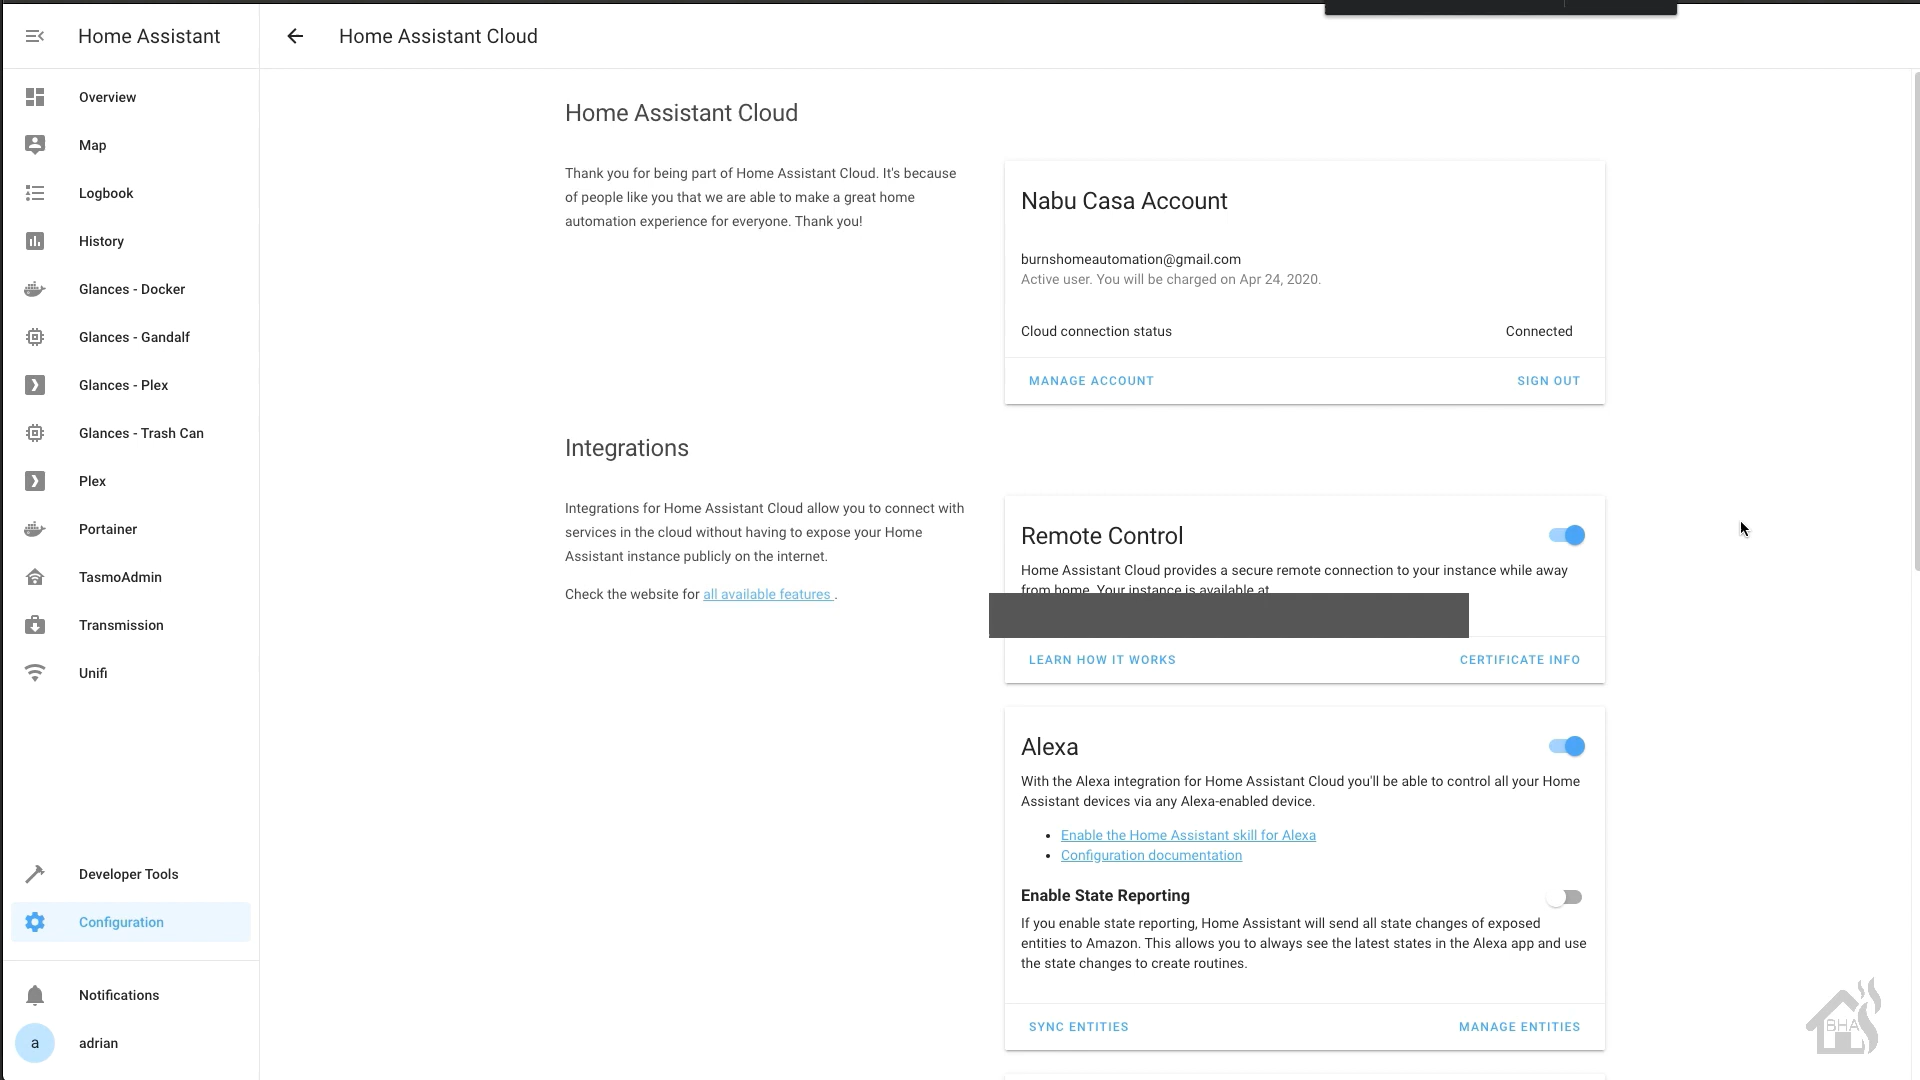 Home Assistant
Home Assistant Cloud
Overview
Map
Logbook
History
Glances - Docker
Glances - Gandalf
Glances - Plex
Glances - Trash Can
Plex
Portainer
TasmoAdmin
Transmission
Unifi
Developer Tools
Configuration
Notifications
a
adrian
Home Assistant Cloud
Thank you for being part of Home Assistant Cloud. It's because
of people like you that we are able to make a great home
automation experience for everyone. Thank you!
Nabu Casa Account
burnshomeautomation@gmail.com
Active user. You will be charged on Apr 24, 2020.
Cloud connection status
Connected
MANAGE ACCOUNT
SIGN OUT
Integrations
Integrations for Home Assistant Cloud allow you to connect with
services in the cloud without having to expose your Home
Assistant instance publicly on the internet.
Check the website for all available features .
Remote Control
Home Assistant Cloud provides a secure remote connection to your instance while away
from home. Your instance is available at
LEARN HOW IT WORKS
CERTIFICATE INFO
Alexa
With the Alexa integration for Home Assistant Cloud you'll be able to control all your Home
Assistant devices via any Alexa-enabled device.
• Enable the Home Assistant skill for Alexa
• Configuration documentation
Enable State Reporting
If you enable state reporting, Home Assistant will send all state changes of exposed
entities to Amazon. This allows you to always see the latest states in the Alexa app and use
the state changes to create routines.
SYNC ENTITIES
MANAGE ENTITIES
BHA